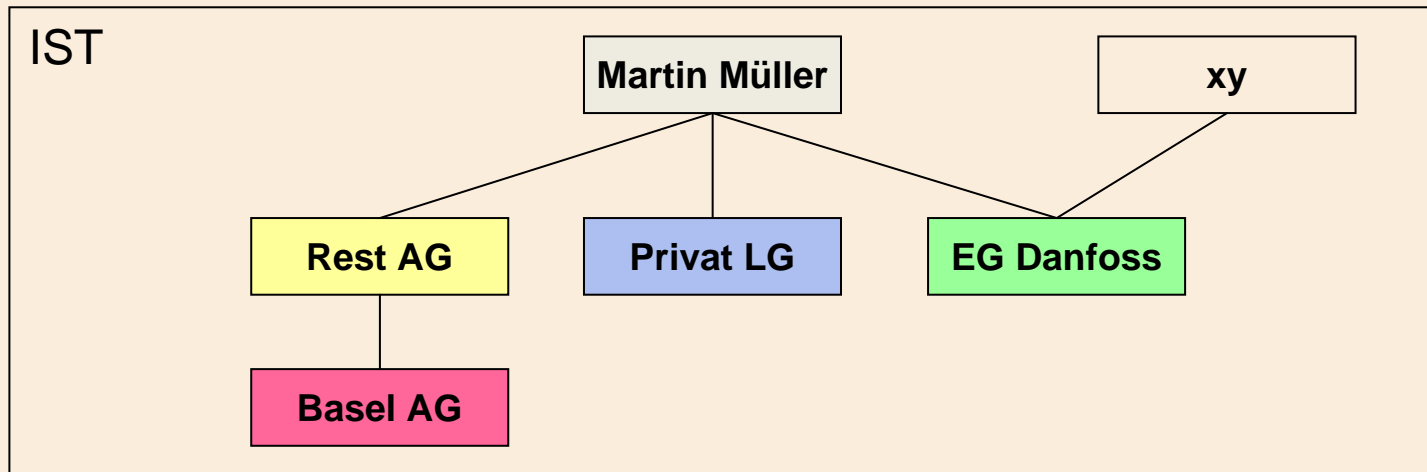 IST
Martin Müller
xy
Rest AG
Privat LG
EG Danfoss
Basel AG